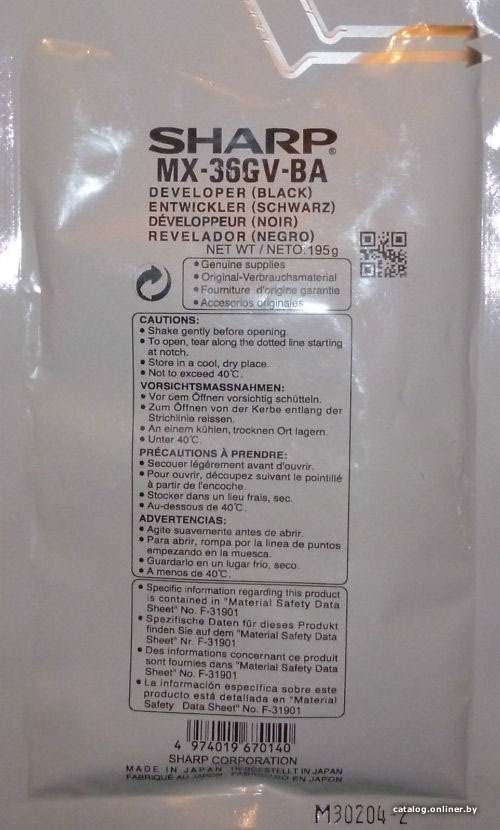 SHARP®
MX-36GV-BA
DEVELOPER (BLACK)
ENTWICKLER (SCHWARZ)
DÉVELOPPEUR (NOIR)
REVELADOR (NEGRO)
NET WT / NETO:195g
• Genuine supplies
• Original-Verbrauchsmaterial
• Fourniture d'origine garantie
• Accesorios originales
CAUTIONS:
• Shake gently before opening.
• To open, tear along the dotted line starting
at notch.
• Store in a cool, dry place.
• Not to exceed 40℃.
VORSICHTSMASSNAHMEN:
• Vor dem Öffnen vorsichtig schütteln.
• Zum Öffnen von der Kerbe entlang der
Strichlinie reissen.
• An einem kühlen, trocknen Ort lagern.
• Unter 40℃.
PRÉCAUTIONS À PRENDRE:
• Secouer légèrement avant d'ouvrir.
• Pour ouvrir, découpez suivant le pointillé
à partir de l'encoche.
• Stocker dans un lieu frais, sec.
• Au-dessous de 40℃.
ADVERTENCIAS:
• Agite suavemente antes de abrir.
• Para abrir, rompa por la linea de puntos
empezando en la muesca.
• Guardarlo en un lugar frío, seco.
• A menos de 40℃.
• Specific information regarding this product
is contained in "Material Safety Data
Sheet" No. F-31901
• Spezifische Daten für dieses Produkt
finden Sie auf dem "Material Safety Data
Sheet" Nr. F-31901
• Des informations concernant ce produit
sont fournies dans "Material Safety Data
Sheet" No. F-31901
• La información específica sobre este
producto está detallada en "Material
Safety Data Sheet" No. F-31901
4 974019 670140
SHARP CORPORATION
MADE IN JAPAN HERGESTELLT IN JAPAN
FABRIQUÉ AU JAPON FABRICADO EN JAPON
M30204-2
catalog.onliner.by